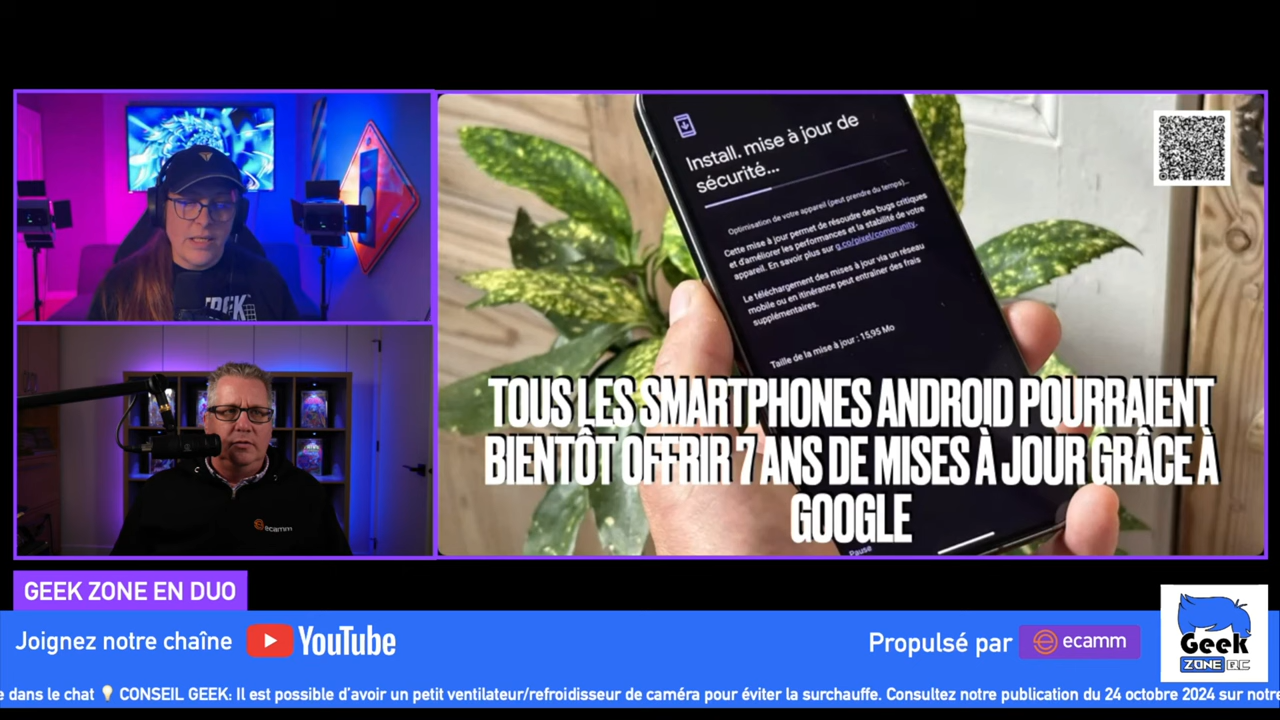 Install. mise à jour de
sécurité...
Optimisation de votre appareil (peut prendre du temps)...
Cette mise à jour permet de résoudre des bugs critiques
et d'améliorer les performances et la stabilité de votre
appareil. En savoir plus sur g.co/pixel/community.
Le téléchargement des mises à jour via un réseau
mobile ou en itinérance peut entraîner des frais
supplémentaires.
Taille de la mise à jour : 15,95 Mo
TOUS LES SMARTPHONES ANDROID POURRAIENT
BIENTÔT OFFRIR 7 ANS DE MISES À JOUR GRÂCE À
GOOGLE
Pause
ecamm
GEEK ZONE EN DUO
Joignez notre chaîne YouTube
Propulsé par ecamm
Geek
ZONE QC
e dans le chat 💡 CONSEIL GEEK: Il est possible d'avoir un petit ventilateur/refroidisseur de caméra pour éviter la surchauffe. Consultez notre publication du 24 octobre 2024 sur notre